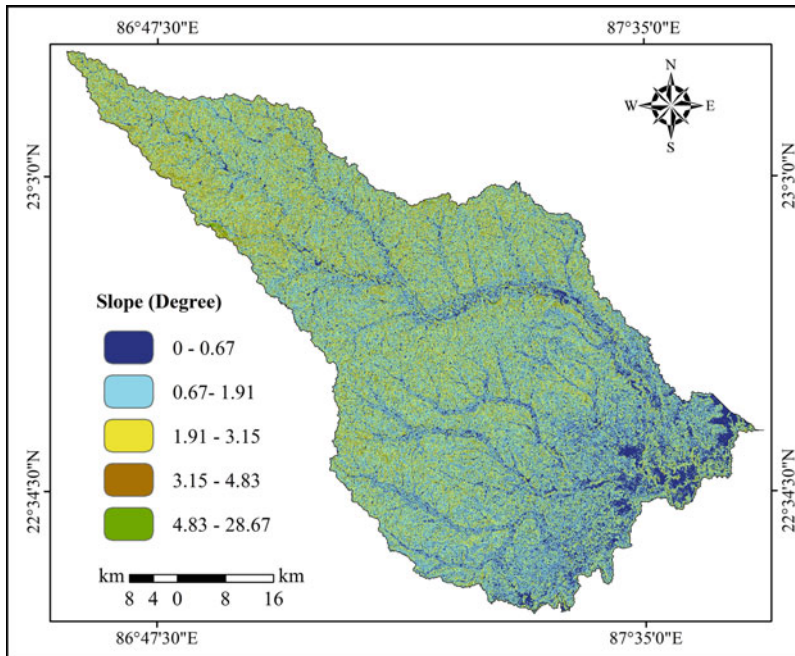 86°47'30"E 87°35'0"E
N
W E
S
23°3'0"N 23°3'0"N
Slope (Degree)
0 - 0.67
0.67- 1.91
1.91 - 3.15
3.15 - 4.83
4.83 - 28.67
22°34'30"N 22°34'30"N
km km
8 4 0 8 16
86°47'30"E 87°35'0"E